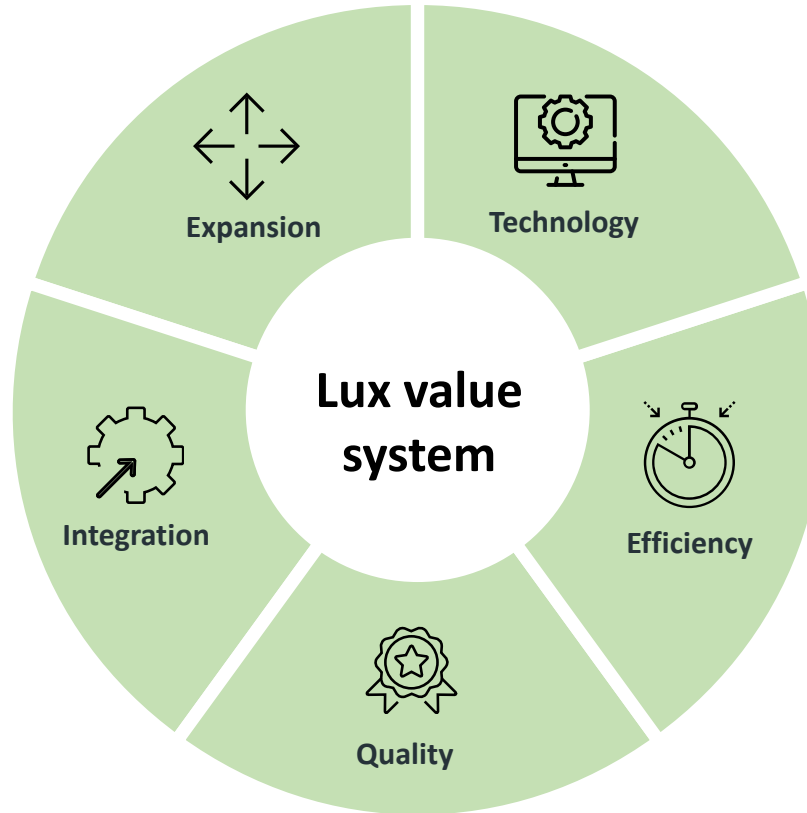 Expansion
Technology
Lux value
system
Integration
Efficiency
Quality